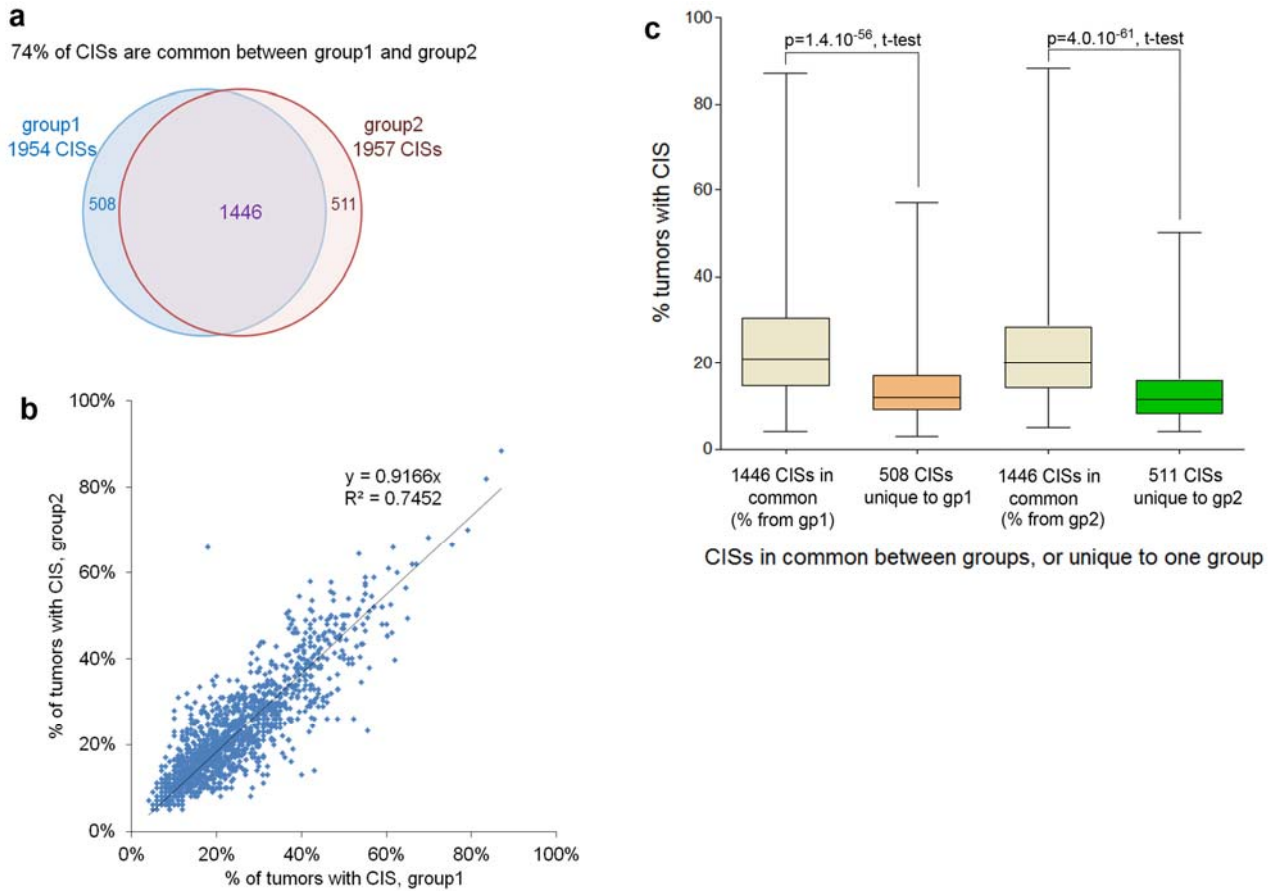 a
74% of CISs are common between group1 and group2
group1
1954 CISs
group2
1957 CISs
508
1446
511
b
100%
80%
60%
40%
20%
0%
% of tumors with CIS, group2
y = 0.9166x
R² = 0.7452
0%
20%
40%
60%
80%
100%
% of tumors with CIS, group1
c
100
80
60
40
20
0
% tumors with CIS
p=1.4.10⁻⁵⁶, t-test
p=4.0.10⁻⁶¹, t-test
1446 CISs in
common
(% from gp1)
508 CISs
unique to gp1
1446 CISs in
common
(% from gp2)
511 CISs
unique to gp2
CISs in common between groups, or unique to one group